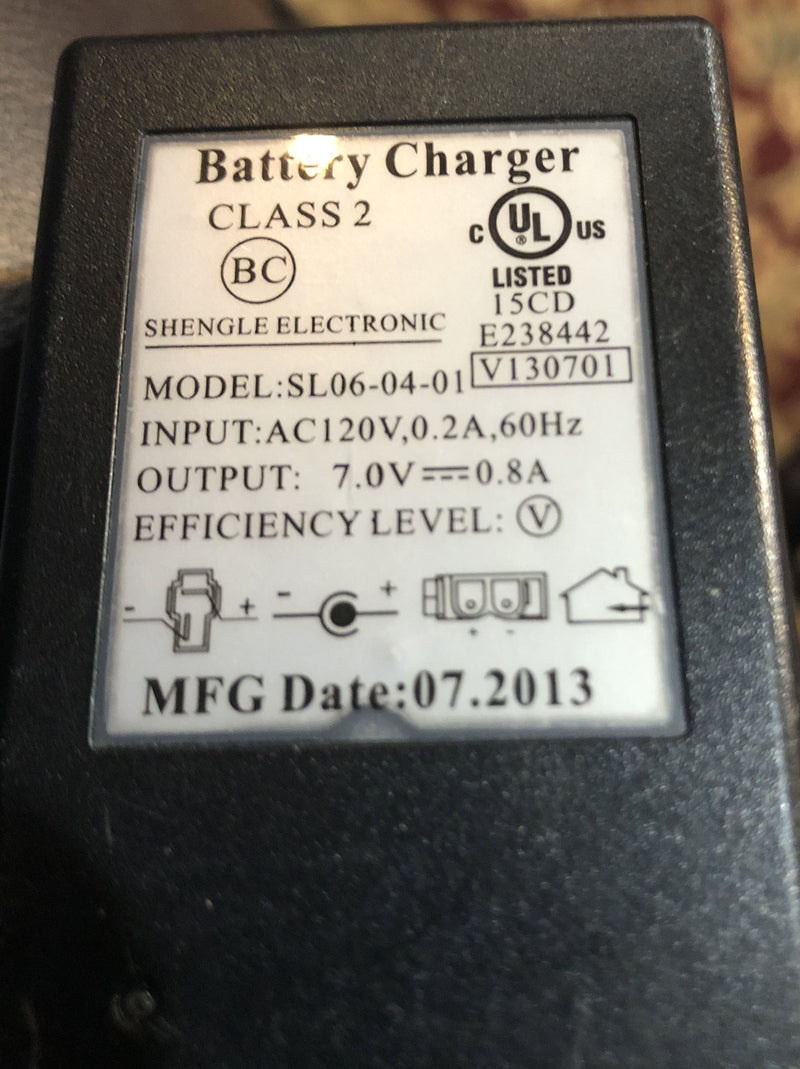 Battery Charger
CLASS 2
BC
C UL® US
LISTED
15CD
SHENGLE ELECTRONIC
E238442
V130701
MODEL:SL06-04-01
INPUT:AC120V,0.2A,60Hz
OUTPUT: 7.0V⎓0.8A
EFFICIENCY LEVEL: Ⓥ
- + - +
+ -
MFG Date:07.2013